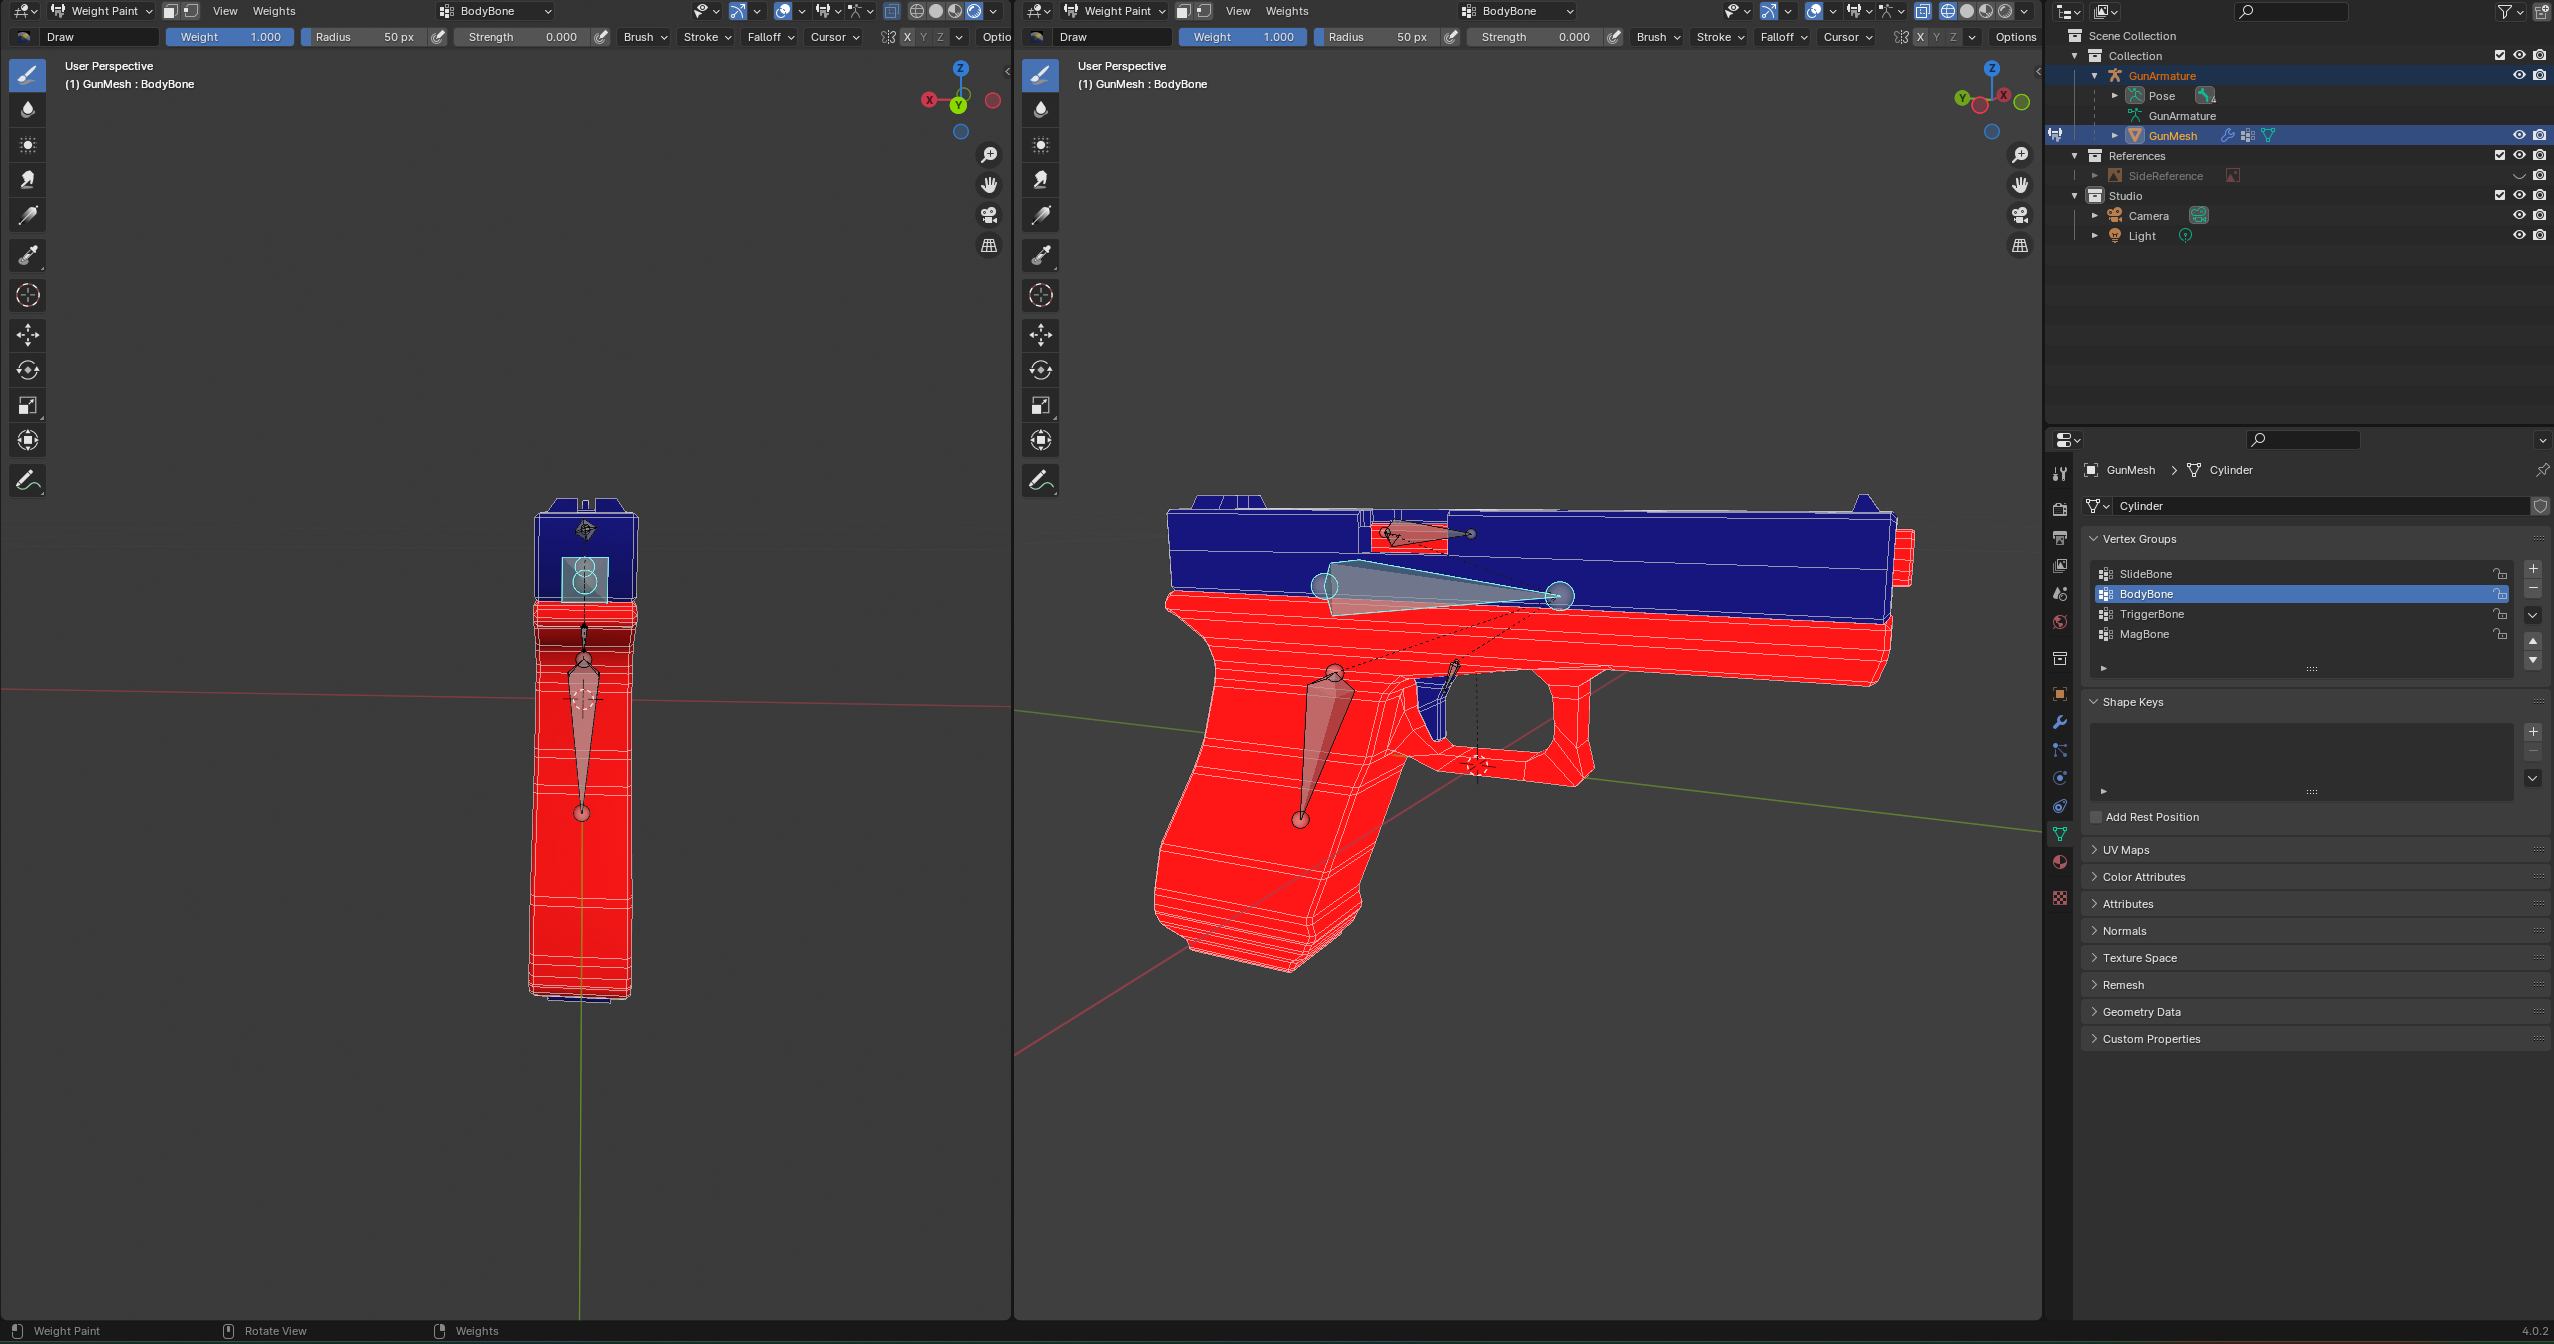 Weight Paint View Weights BodyBone
Draw Weight 1.000 Radius 50 px Strength 0.000 Brush Stroke Falloff Cursor X Y Z Optio
User Perspective
(1) GunMesh : BodyBone
Z
X
Y
Weight Paint View Weights BodyBone
Draw Weight 1.000 Radius 50 px Strength 0.000 Brush Stroke Falloff Cursor X Y Z Options
User Perspective
(1) GunMesh : BodyBone
Z
Y X
Scene Collection
Collection
GunArmature
Pose 4
GunArmature
GunMesh
References
SideReference
Studio
Camera
Light
GunMesh > Cylinder
Cylinder
Vertex Groups
SlideBone
BodyBone
TriggerBone
MagBone
Shape Keys
Add Rest Position
UV Maps
Color Attributes
Attributes
Normals
Texture Space
Remesh
Geometry Data
Custom Properties
Weight Paint Rotate View Weights 4.0.2